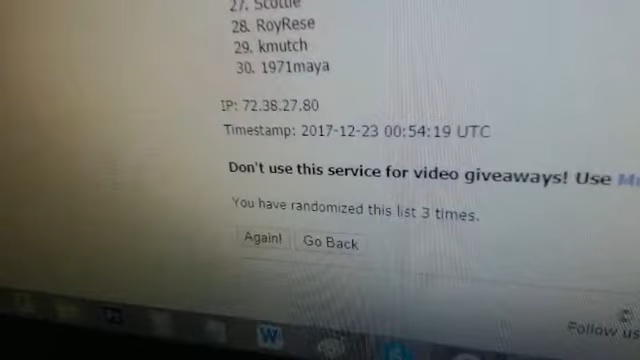 27. Scottie
28. RoyRese
29. kmutch
30. 1971maya
IP: 72.38.27.80
Timestamp: 2017-12-23 00:54:19 UTC
Don't use this service for video giveaways! Use
You have randomized this list 3 times.
Again! Go Back
Follow us
W